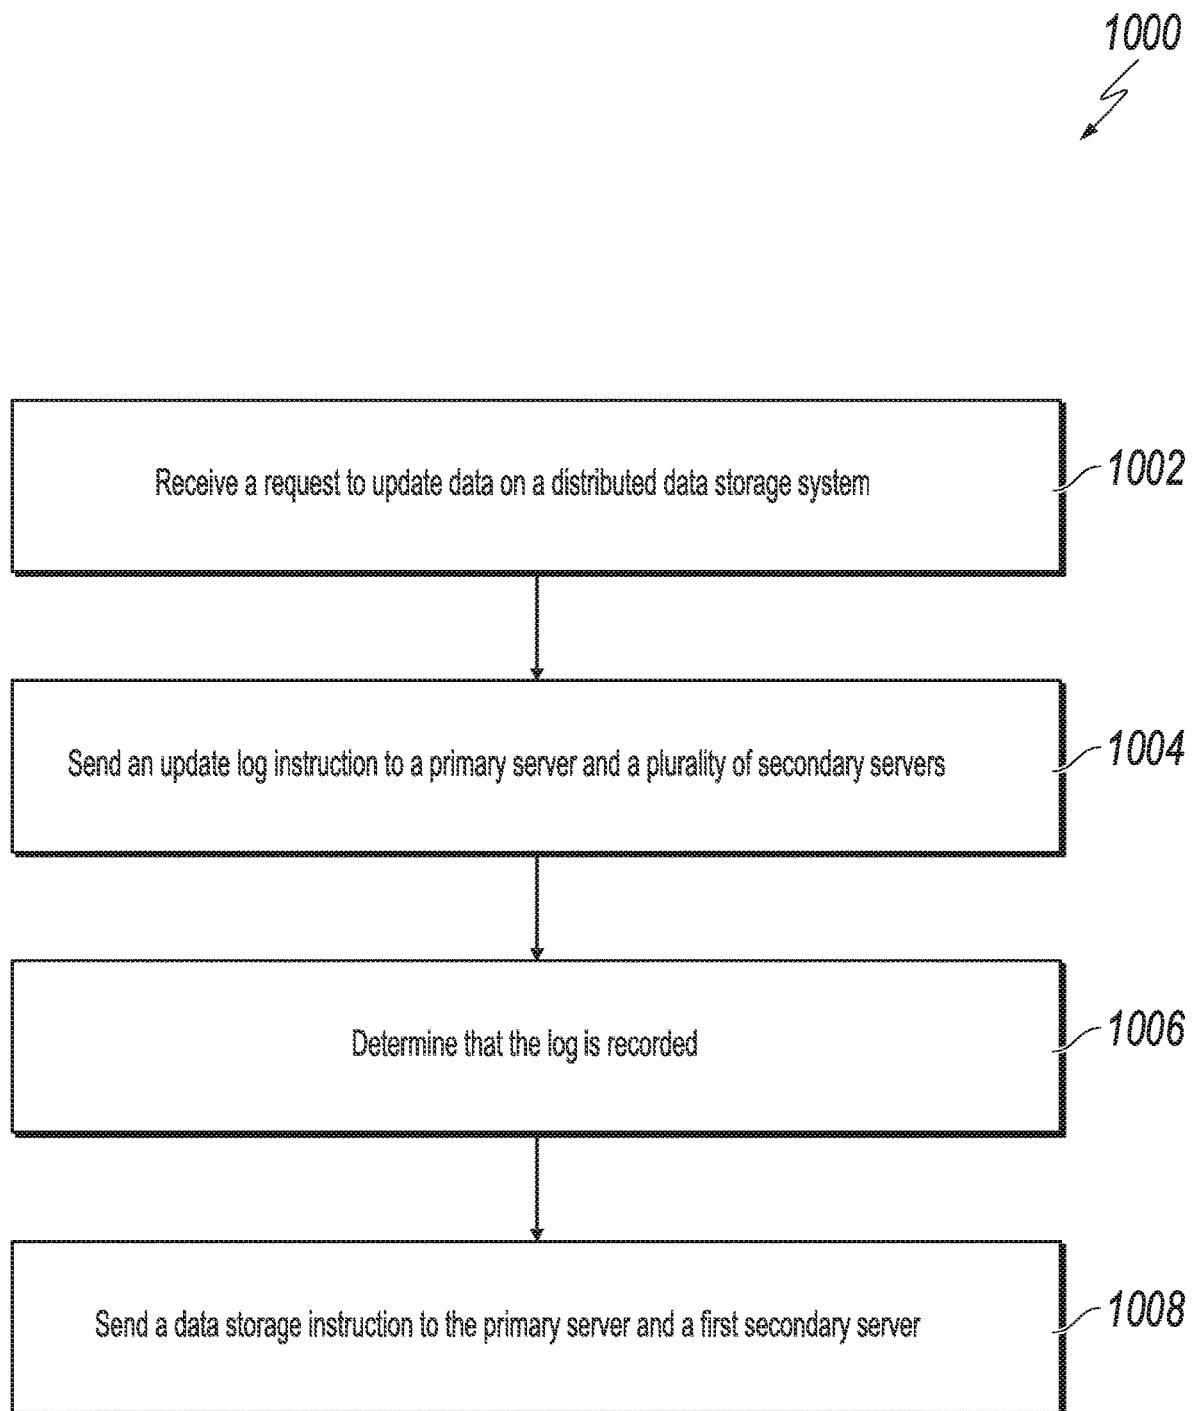 1000
Receive a request to update data on a distributed data storage system
1002
Send an update log instruction to a primary server and a plurality of secondary servers
1004
Determine that the log is recorded
1006
Send a data storage instruction to the primary server and a first secondary server
1008